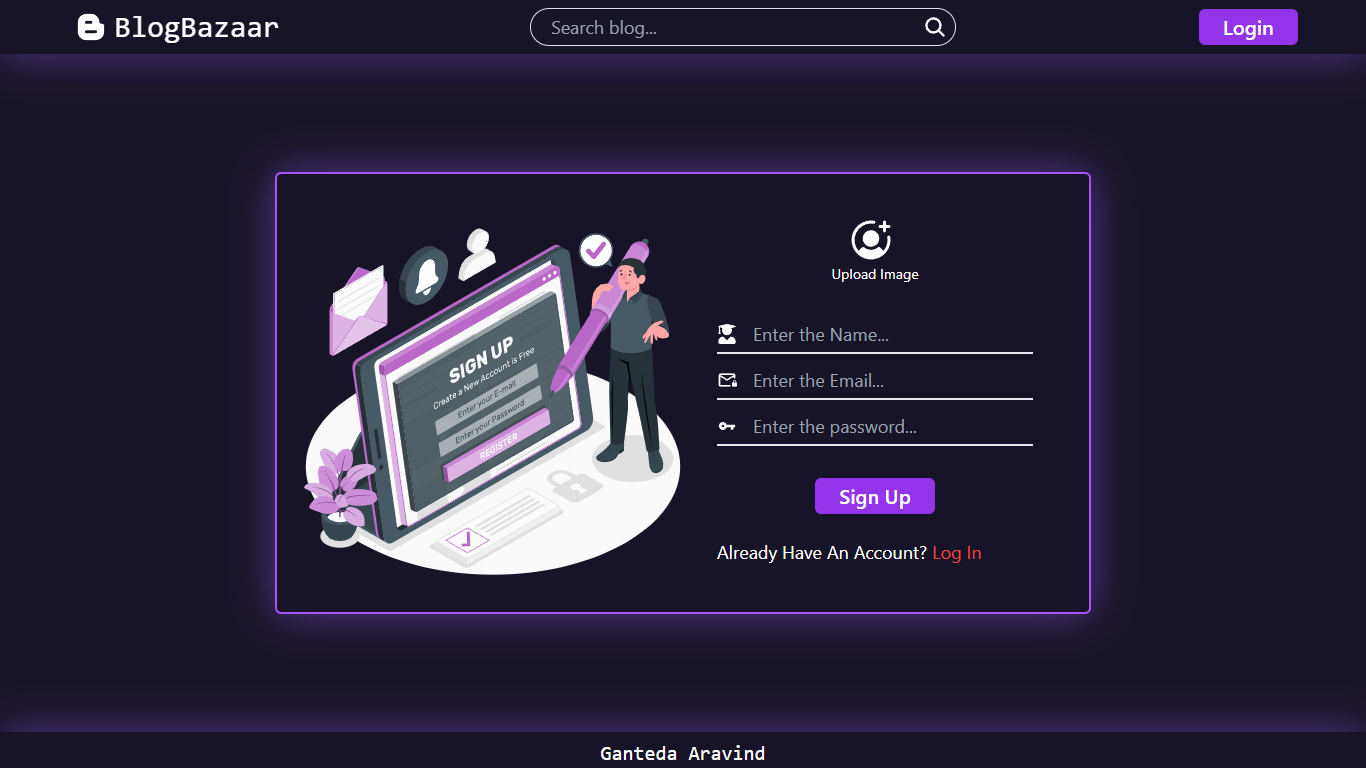 BlogBazaar
Search blog...
Login
Upload Image
SIGN UP
Create a New Account is Free
Enter your E-mail
Enter your Password
REGISTER
Enter the Name...
Enter the Email...
Enter the password...
Sign Up
Already Have An Account? Log In
Ganteda Aravind